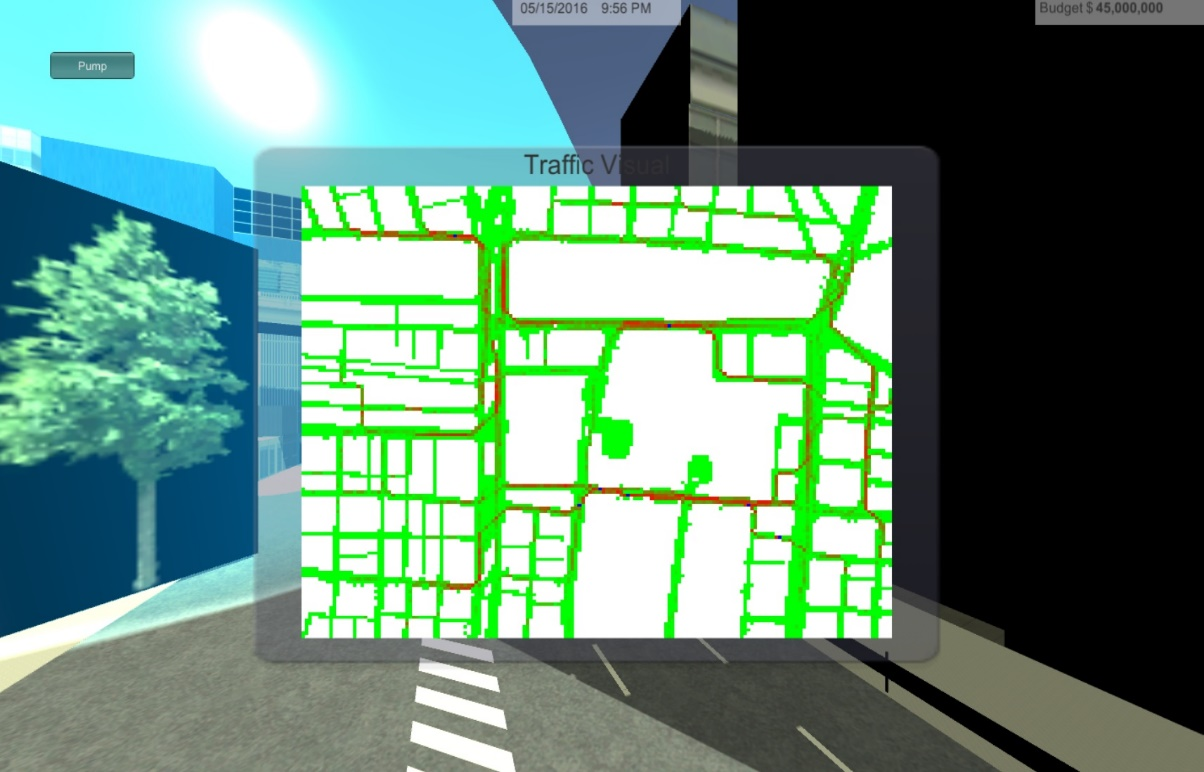 05/15/2016 9:56 PM
Budget $ 45,000,000
Pump
Traffic Visual